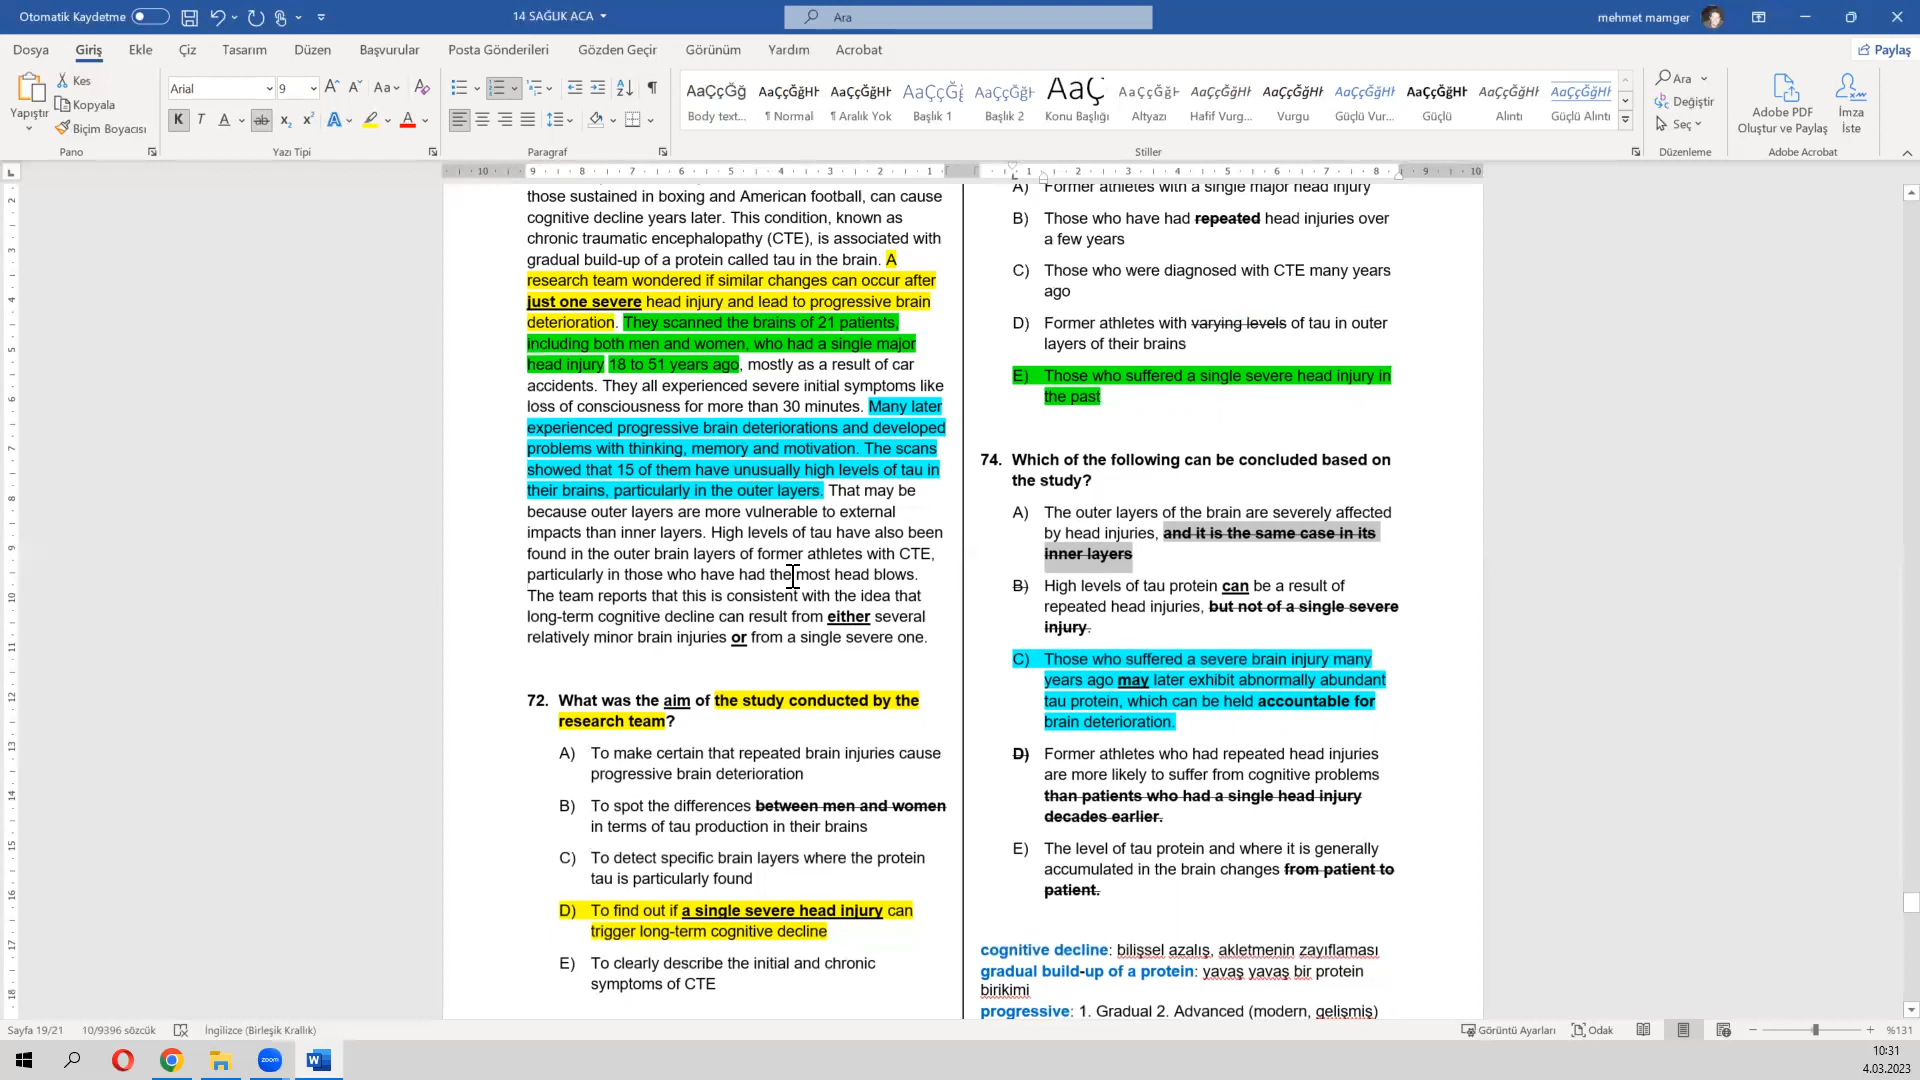 Otomatik Kaydetme
14 SAĞLIK ACA
Ara
mehmet mamger
Dosya Giriş Ekle Çiz Tasarım Düzen Başvurular Posta Gönderileri Gözden Geçir Görünüm Yardım Acrobat
Paylaş
Yapıştır
Kes
Kopyala
Biçim Boyacısı
Pano
Arial
9
Yazı Tipi
Paragraf
AaÇçĞğ AaÇçĞğHh AaÇçĞğHh
Body text... ¶ Normal ¶ Aralık Yok Başlık 1 Başlık 2 Konu Başlığı Altyazı Hafif Vurg... Vurgu Güçlü Vur... Güçlü Alıntı Güçlü Alıntı
Stiller
Ara
Değiştir
Seç
Düzenleme
Adobe PDF
Oluştur ve Paylaş
İmza
İste
Adobe Acrobat
those sustained in boxing and American football, can cause
cognitive decline years later. This condition, known as
chronic traumatic encephalopathy (CTE), is associated with
gradual build-up of a protein called tau in the brain. A
research team wondered if similar changes can occur after
just one severe head injury and lead to progressive brain
deterioration. They scanned the brains of 21 patients,
including both men and women, who had a single major
head injury 18 to 51 years ago, mostly as a result of car
accidents. They all experienced severe initial symptoms like
loss of consciousness for more than 30 minutes. Many later
experienced progressive brain deteriorations and developed
problems with thinking, memory and motivation. The scans
showed that 15 of them have unusually high levels of tau in
their brains, particularly in the outer layers. That may be
because outer layers are more vulnerable to external
impacts than inner layers. High levels of tau have also been
found in the outer brain layers of former athletes with CTE,
particularly in those who have had the most head blows.
The team reports that this is consistent with the idea that
long-term cognitive decline can result from either several
relatively minor brain injuries or from a single severe one.
72. What was the aim of the study conducted by the
research team?
A) To make certain that repeated brain injuries cause
progressive brain deterioration
B) To spot the differences between men and women
in terms of tau production in their brains
C) To detect specific brain layers where the protein
tau is particularly found
D) To find out if a single severe head injury can
trigger long-term cognitive decline
E) To clearly describe the initial and chronic
symptoms of CTE
A) Former athletes with a single major head injury
B) Those who have had repeated head injuries over
a few years
C) Those who were diagnosed with CTE many years
ago
D) Former athletes with varying levels of tau in outer
layers of their brains
E) Those who suffered a single severe head injury in
the past
74. Which of the following can be concluded based on
the study?
A) The outer layers of the brain are severely affected
by head injuries, and it is the same case in its
inner layers
B) High levels of tau protein can be a result of
repeated head injuries, but not of a single severe
injury.
C) Those who suffered a severe brain injury many
years ago may later exhibit abnormally abundant
tau protein, which can be held accountable for
brain deterioration.
D) Former athletes who had repeated head injuries
are more likely to suffer from cognitive problems
than patients who had a single head injury
decades earlier.
E) The level of tau protein and where it is generally
accumulated in the brain changes from patient to
patient.
cognitive decline: bilişsel azalış, akletmenin zayıflaması
gradual build-up of a protein: yavaş yavaş bir protein
birikimi
progressive: 1. Gradual 2. Advanced (modern, gelişmiş)
Sayfa 19/21 10/9396 sözcük İngilizce (Birleşik Krallık)
Görüntü Ayarları Odak
%131
zoom
10:31
4.03.2023